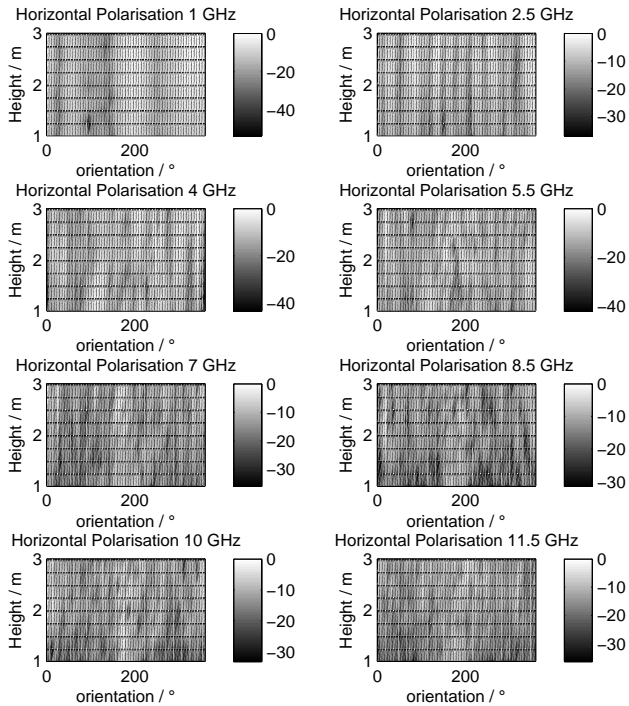 Horizontal Polarisation 1 GHz
Height / m
3
2
1
0
200
orientation / °
0
−20
−40
Horizontal Polarisation 2.5 GHz
Height / m
3
2
1
0
200
orientation / °
0
−10
−20
−30
Horizontal Polarisation 4 GHz
Height / m
3
2
1
0
200
orientation / °
0
−20
−40
Horizontal Polarisation 5.5 GHz
Height / m
3
2
1
0
200
orientation / °
0
−20
−40
Horizontal Polarisation 7 GHz
Height / m
3
2
1
0
200
orientation / °
0
−10
−20
−30
Horizontal Polarisation 8.5 GHz
Height / m
3
2
1
0
200
orientation / °
0
−10
−20
−30
Horizontal Polarisation 10 GHz
Height / m
3
2
1
0
200
orientation / °
0
−10
−20
−30
Horizontal Polarisation 11.5 GHz
Height / m
3
2
1
0
200
orientation / °
0
−10
−20
−30